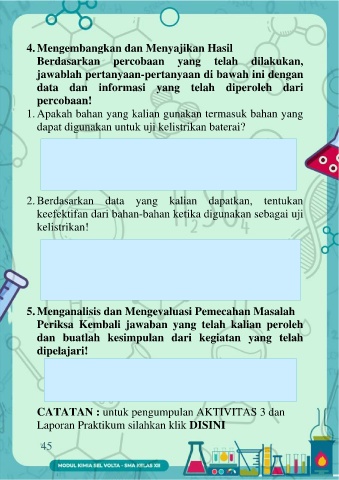 4. Mengembangkan dan Menyajikan Hasil
Berdasarkan percobaan yang telah dilakukan,
jawablah pertanyaan-pertanyaan di bawah ini dengan
data dan informasi yang telah diperoleh dari
percobaan!
1. Apakah bahan yang kalian gunakan termasuk bahan yang
dapat digunakan untuk uji kelistrikan baterai?
2. Berdasarkan data yang kalian dapatkan, tentukan
keefektifan dari bahan-bahan ketika digunakan sebagai uji
kelistrikan!
H2SO4
5. Menganalisis dan Mengevaluasi Pemecahan Masalah
Periksa Kembali jawaban yang telah kalian peroleh
dan buatlah kesimpulan dari kegiatan yang telah
dipelajari!
CATATAN : untuk pengumpulan AKTIVITAS 3 dan
Laporan Praktikum silahkan klik DISINI
45
MODUL KIMIA SEL VOLTA - SMA KELAS XII